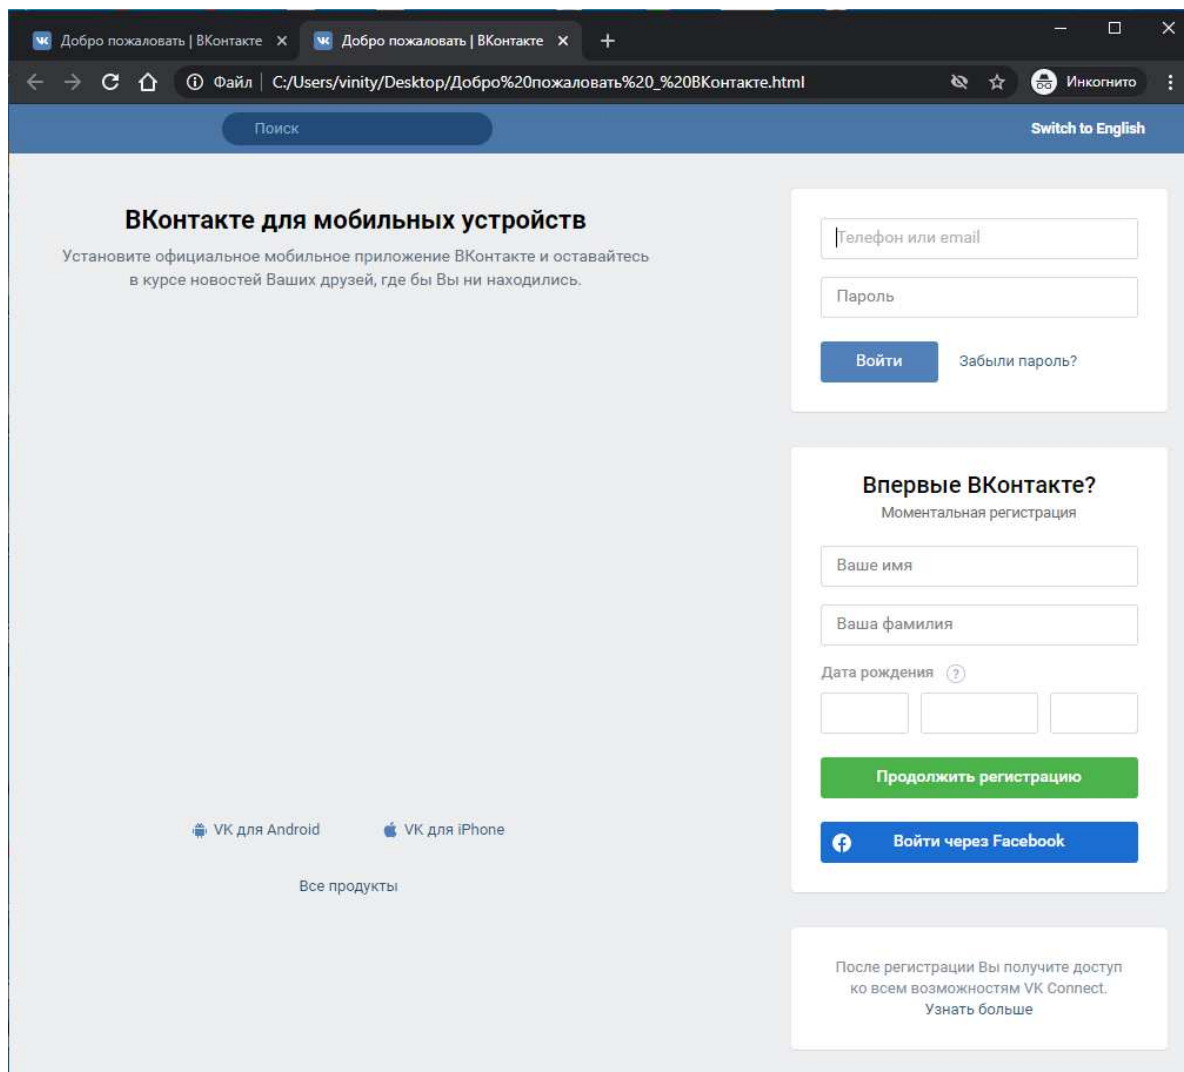 Добро пожаловать | ВКонтакте
Добро пожаловать | ВКонтакте
Файл | C:/Users/vinity/Desktop/Добро%20пожаловать%20_%20ВКонтакте.html
Инкогнито
Поиск
Switch to English
ВКонтакте для мобильных устройств
Установите официальное мобильное приложение ВКонтакте и оставайтесь
в курсе новостей Ваших друзей, где бы Вы ни находились.
VK для Android
VK для iPhone
Все продукты
Телефон или email
Пароль
Войти
Забыли пароль?
Впервые ВКонтакте?
Моментальная регистрация
Ваше имя
Ваша фамилия
Дата рождения ?
Продолжить регистрацию
Войти через Facebook
После регистрации Вы получите доступ
ко всем возможностям VK Connect.
Узнать больше